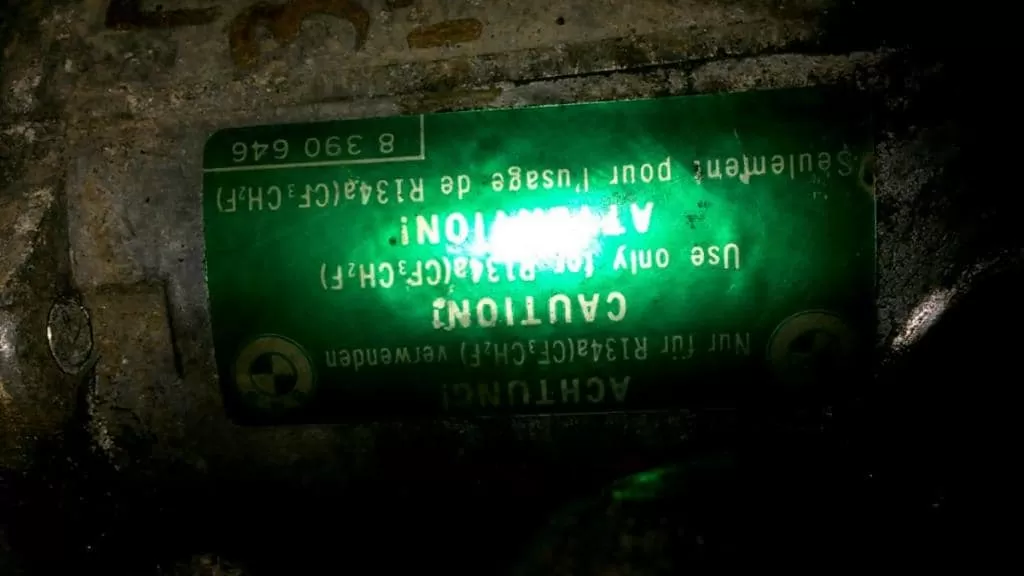 ACHTUNG!
Nur für R134a(CF₃CH₂F) verwenden
CAUTION!
Use only for R134a(CF₃CH₂F)
ATTENTION!
Seulement pour l'usage de R134a(CF₃CH₂F)
8 390 646